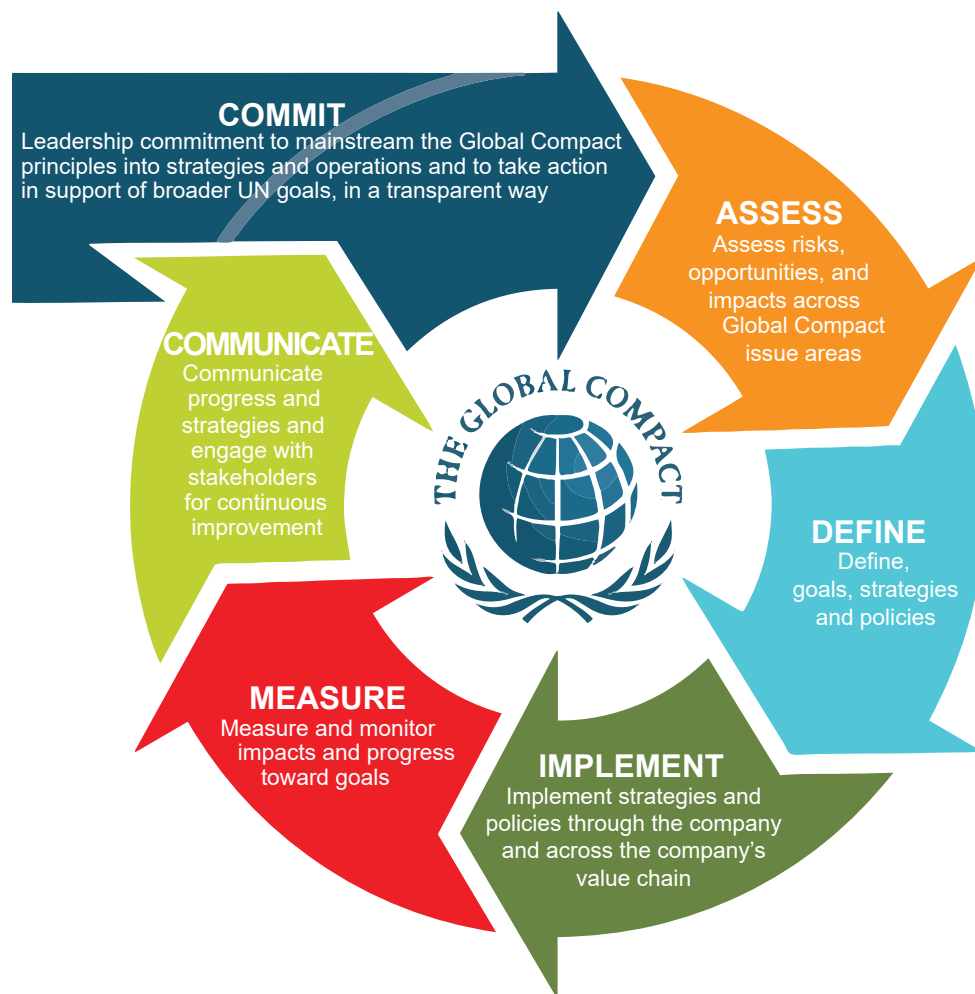 COMMIT
Leadership commitment to mainstream the Global Compact
principles into strategies and operations and to take action
in support of broader UN goals, in a transparent way
ASSESS
Assess risks,
opportunities, and
impacts across
Global Compact
issue areas
DEFINE
Define,
goals, strategies
and policies
IMPLEMENT
Implement strategies and
policies through the company
and across the company’s
value chain
MEASURE
Measure and monitor
impacts and progress
toward goals
COMMUNICATE
Communicate
progress and
strategies and
engage with
stakeholders
for continuous
improvement
THE GLOBAL COMPACT